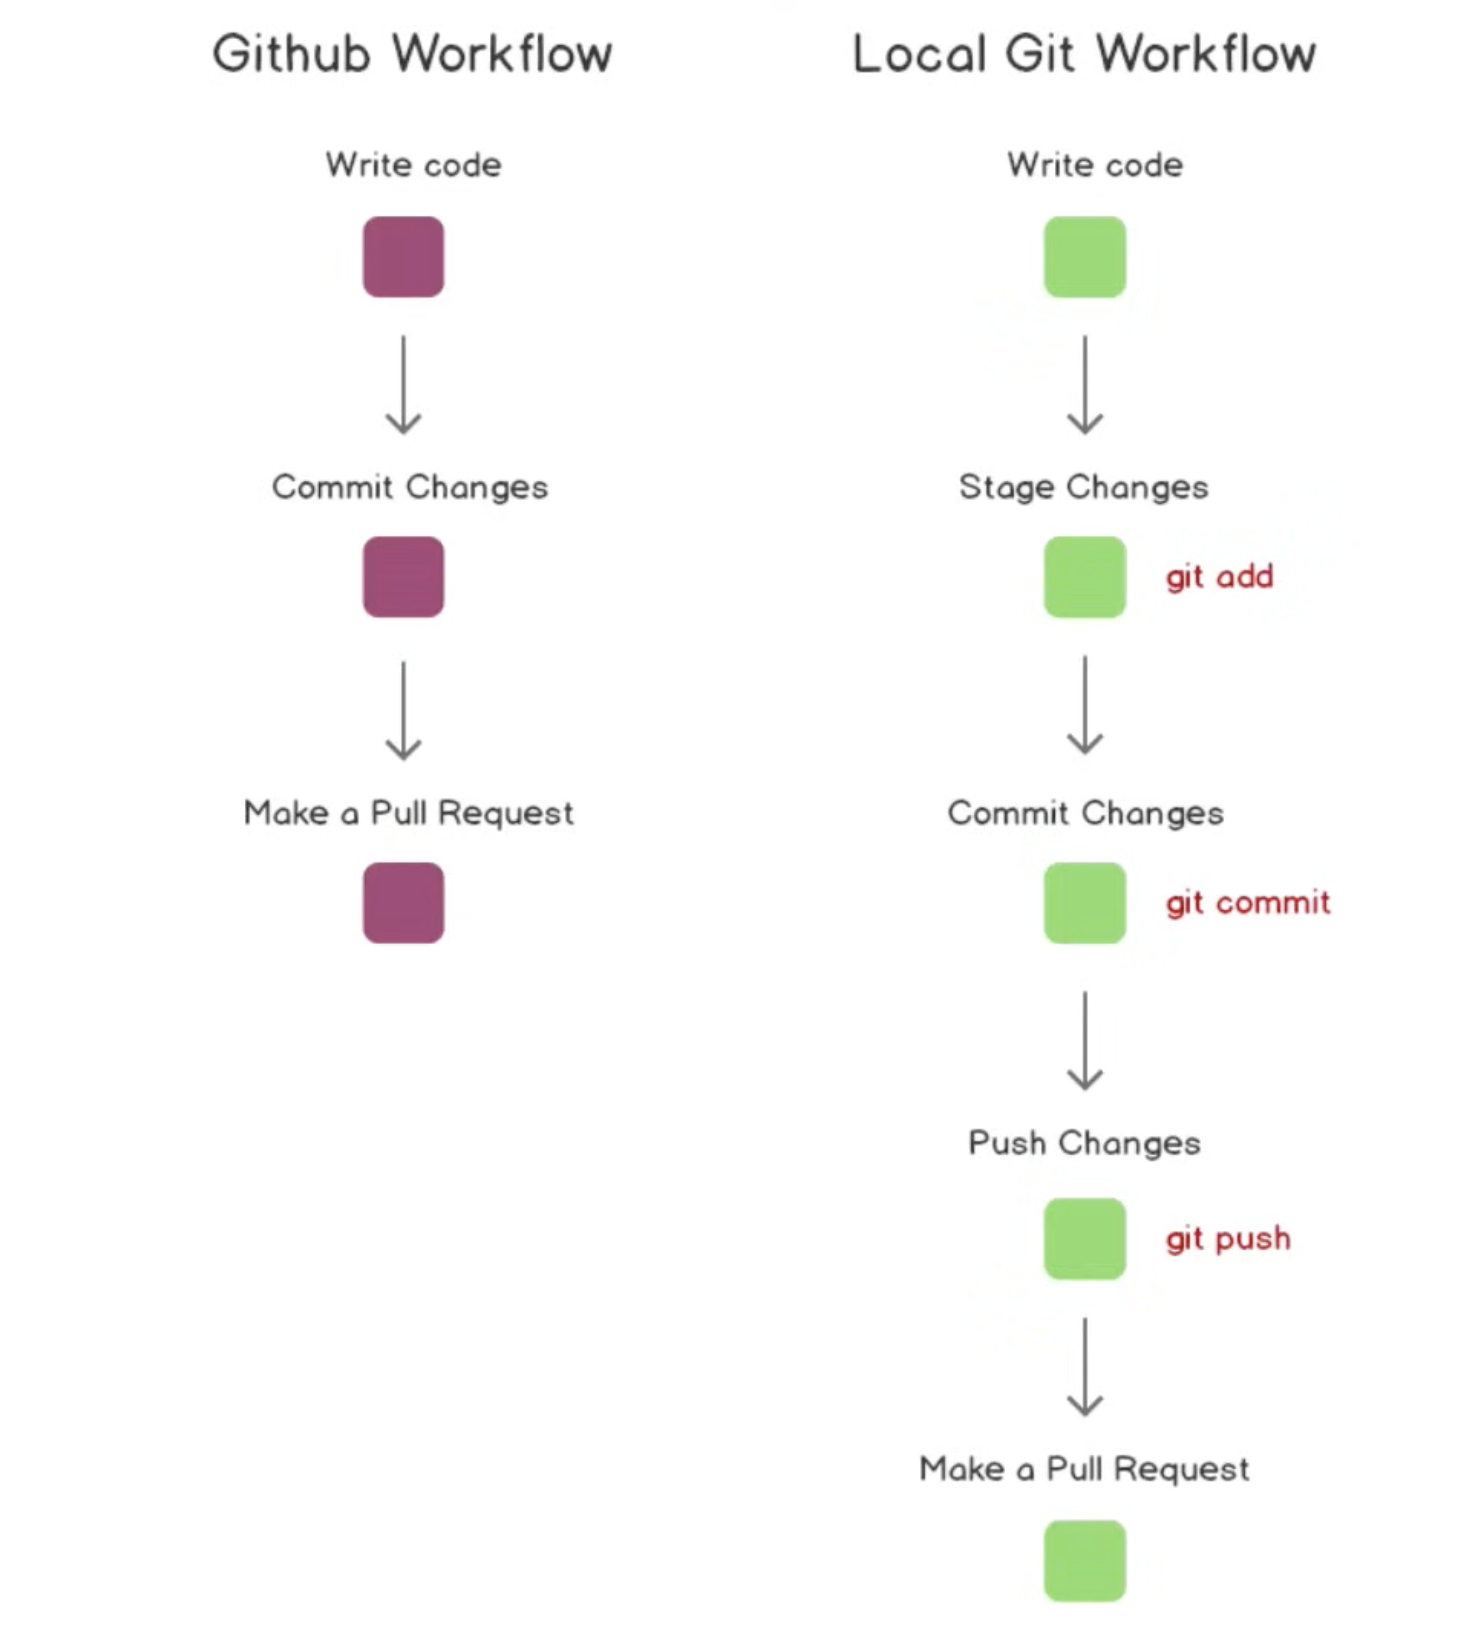 Github Workflow
Write code
Commit Changes
Make a Pull Request
Local Git Workflow
Write code
Stage Changes
git add
Commit Changes
git commit
Push Changes
git push
Make a Pull Request